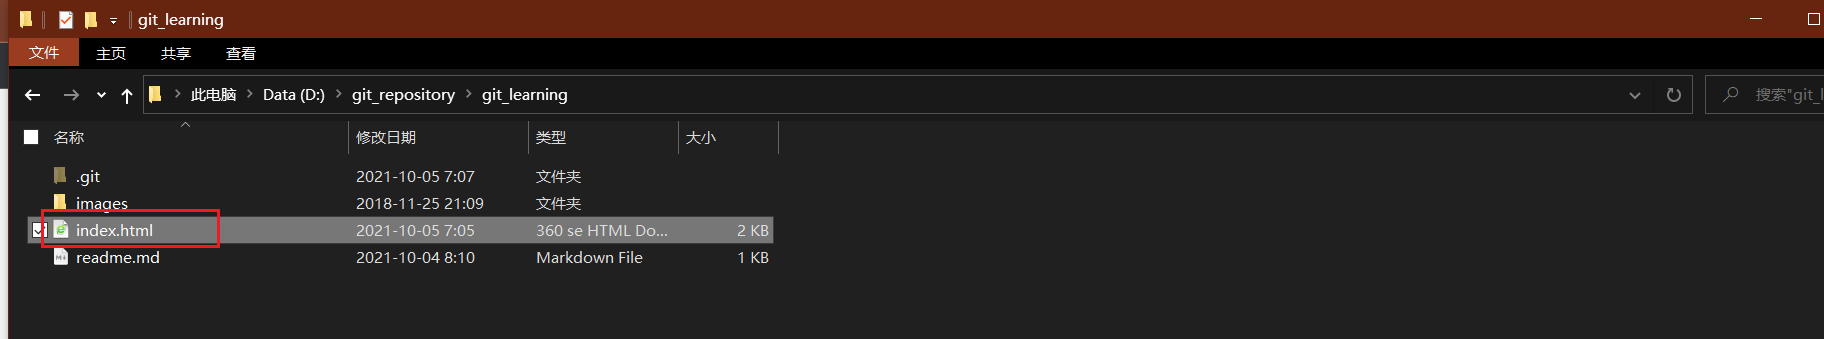 git_learning
文件 主页 共享 查看
此电脑 Data (D:) git_repository git_learning 搜索"git_l
名称 修改日期 类型 大小
.git 2021-10-05 7:07 文件夹
images 2018-11-25 21:09 文件夹
index.html 2021-10-05 7:05 360 se HTML Do... 2 KB
readme.md 2021-10-04 8:10 Markdown File 1 KB